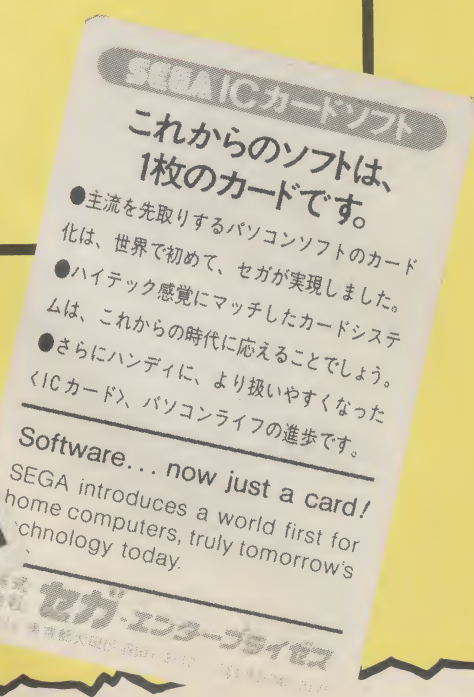 SEGA ICカードソフト
これからのソフトは、
1枚のカードです。
●主流を先取りするパソコンソフトのカード
化は、世界で初めて、セガが実現しました。
●ハイテック感覚にマッチしたカードシステ
ムは、これからの時代に応えることでしょう。
●さらにハンディに、より扱いやすくなった
〈ICカード〉、パソコンライフの進歩です。
Software... now just a card!
SEGA introduces a world first for
home computers, truly tomorrow's
chnology today.
株式会社 セガ・エンタープライゼス